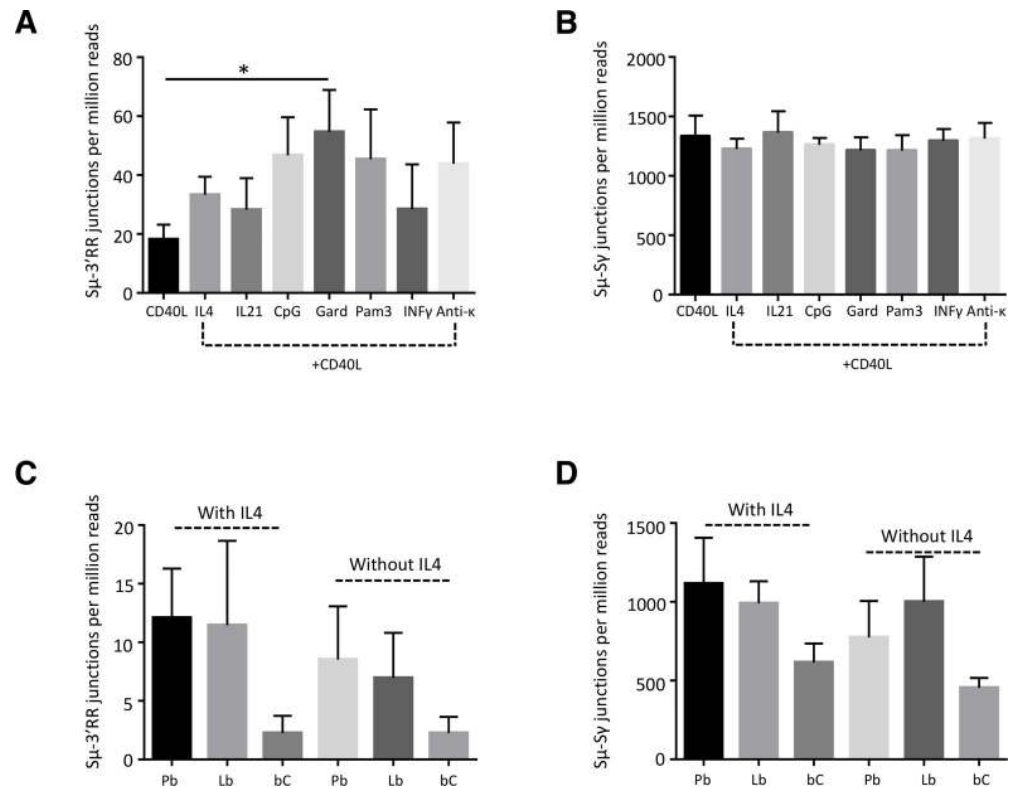 A
Sμ-3'RR junctions per million reads
80
60
40
20
0
*
CD40L IL4 IL21 CpG Gard Pam3 INFγ Anti-κ
+CD40L
B
Sμ-Sγ junctions per million reads
2000
1500
1000
500
0
CD40L IL4 IL21 CpG Gard Pam3 INFγ Anti-κ
+CD40L
C
Sμ-3'RR junctions per million reads
20
15
10
5
0
With IL4
Without IL4
Pb Lb bC Pb Lb bC
D
Sμ-Sγ junctions per million reads
1500
1000
500
0
With IL4
Without IL4
Pb Lb bC Pb Lb bC